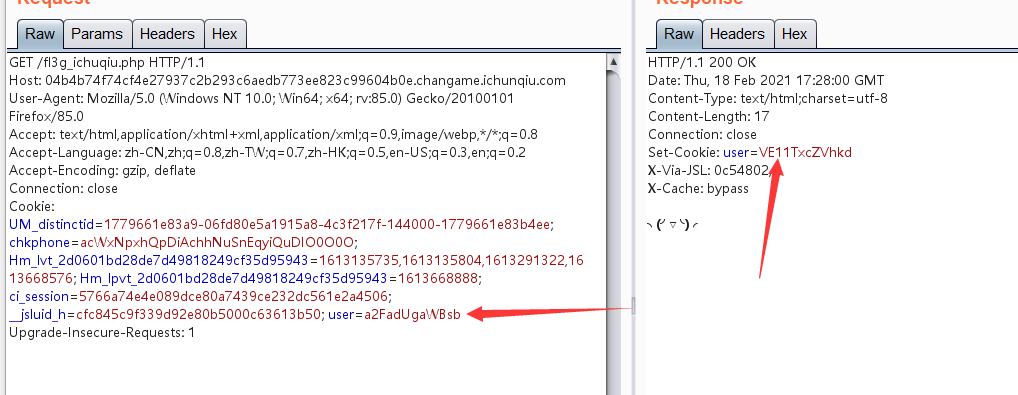 Request
Raw Params Headers Hex
GET /fl3g_ichuqiu.php HTTP/1.1
Host: 04b4b74f74cf4e27937c2b293c6aedb773ee823c99604b0e.changame.ichunqiu.com
User-Agent: Mozilla/5.0 (Windows NT 10.0; Win64; x64; rv:85.0) Gecko/20100101
Firefox/85.0
Accept: text/html,application/xhtml+xml,application/xml;q=0.9,image/webp,*/*;q=0.8
Accept-Language: zh-CN,zh;q=0.8,zh-TW;q=0.7,zh-HK;q=0.5,en-US;q=0.3,en;q=0.2
Accept-Encoding: gzip, deflate
Connection: close
Cookie:
UM_distinctid=1779661e83a9-06fd80e5a1915a8-4c3f217f-144000-1779661e83b4ee;
chkphone=acWxNpxhQpDiAchhNuSnEqyiQuDIO0O0O;
Hm_lvt_2d0601bd28de7d49818249cf35d95943=1613135735,1613135804,1613291322,1
613668576; Hm_lpvt_2d0601bd28de7d49818249cf35d95943=1613668888;
ci_session=5766a74e4e089dce80a7439ce232dc561e2a4506;
__jsluid_h=cfc845c9f339d92e80b5000c63613b50; user=a2FadUgaWBsb
Upgrade-Insecure-Requests: 1
Response
Raw Headers Hex
HTTP/1.1 200 OK
Date: Thu, 18 Feb 2021 17:28:00 GMT
Content-Type: text/html;charset=utf-8
Content-Length: 17
Connection: close
Set-Cookie: user=VE11TxcZVhkd
X-Via-JSL: 0c54802
X-Cache: bypass